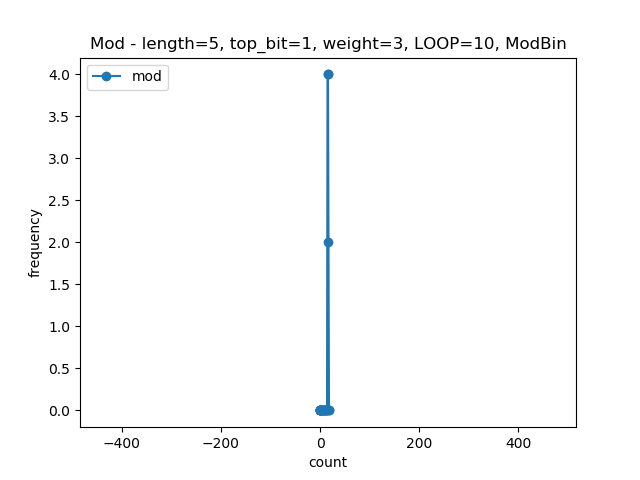 Mod - length=5, top_bit=1, weight=3, LOOP=10, ModBin
mod
4.0
3.5
3.0
2.5
2.0
1.5
1.0
0.5
0.0
frequency
−400 −200 0 200 400
count